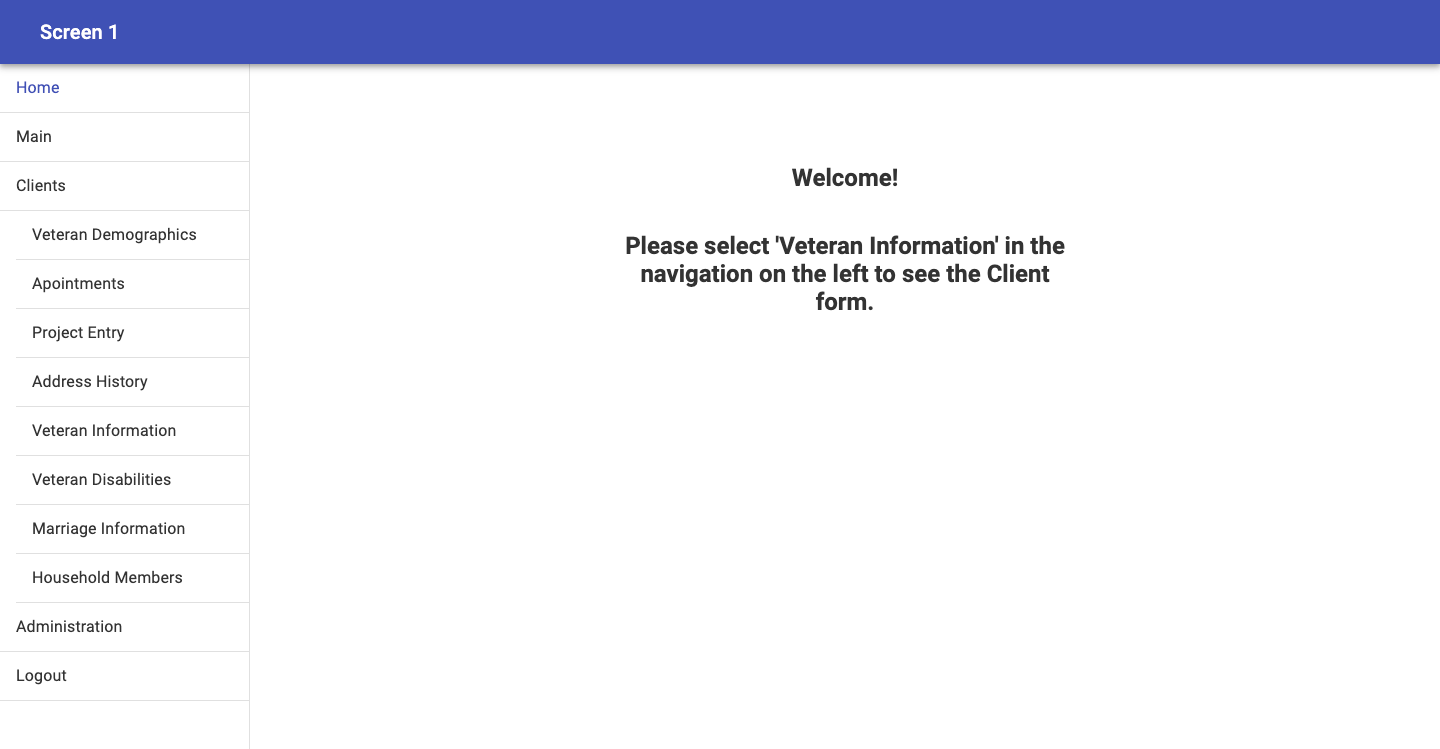 Screen 1
Home
Main
Clients
Veteran Demographics
Apointments
Project Entry
Address History
Veteran Information
Veteran Disabilities
Marriage Information
Household Members
Administration
Logout
Welcome!
Please select 'Veteran Information' in the
navigation on the left to see the Client
form.